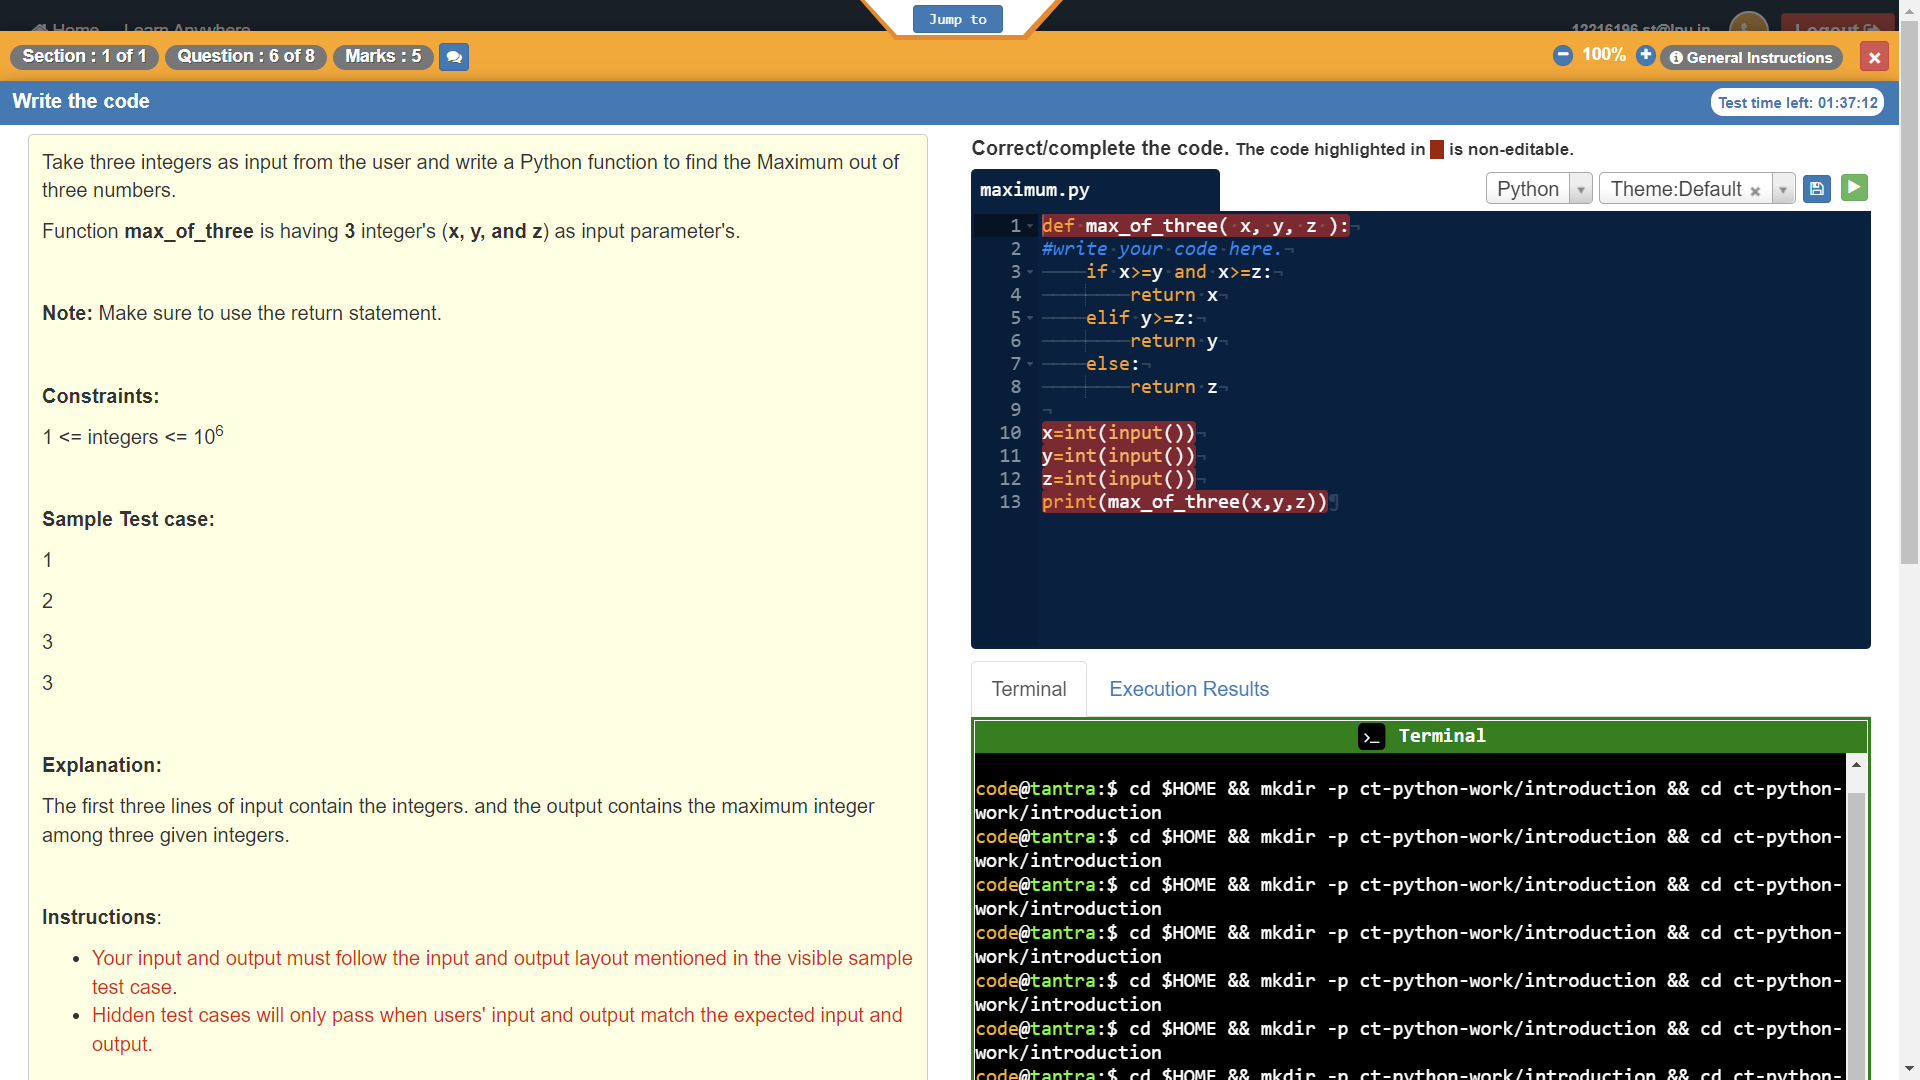 Home Learn Anywhere
Jump to
12216196.st@lpu.in
Logout
Section : 1 of 1
Question : 6 of 8
Marks : 5
100%
General Instructions
Write the code
Test time left: 01:37:12
Take three integers as input from the user and write a Python function to find the Maximum out of
three numbers.
Function max_of_three is having 3 integer's (x, y, and z) as input parameter's.
Note: Make sure to use the return statement.
Constraints:
1 <= integers <= 10^6
Sample Test case:
1
2
3
3
Explanation:
The first three lines of input contain the integers. and the output contains the maximum integer
among three given integers.
Instructions:
• Your input and output must follow the input and output layout mentioned in the visible sample
test case.
• Hidden test cases will only pass when users' input and output match the expected input and
output.
Correct/complete the code. The code highlighted in is non-editable.
maximum.py
Python
Theme:Default ×
1 def max_of_three( x, y, z ):
2 #write your code here.
3 if x>=y and x>=z:
4 return x
5 elif y>=z:
6 return y
7 else:
8 return z
9
10 x=int(input())
11 y=int(input())
12 z=int(input())
13 print(max_of_three(x,y,z))
Terminal
Execution Results
Terminal
code@tantra:$ cd $HOME && mkdir -p ct-python-work/introduction && cd ct-python-
work/introduction
code@tantra:$ cd $HOME && mkdir -p ct-python-work/introduction && cd ct-python-
work/introduction
code@tantra:$ cd $HOME && mkdir -p ct-python-work/introduction && cd ct-python-
work/introduction
code@tantra:$ cd $HOME && mkdir -p ct-python-work/introduction && cd ct-python-
work/introduction
code@tantra:$ cd $HOME && mkdir -p ct-python-work/introduction && cd ct-python-
work/introduction
code@tantra:$ cd $HOME && mkdir -p ct-python-work/introduction && cd ct-python-
work/introduction
code@tantra:$ cd $HOME && mkdir -p ct-python-work/introduction && cd ct-python-